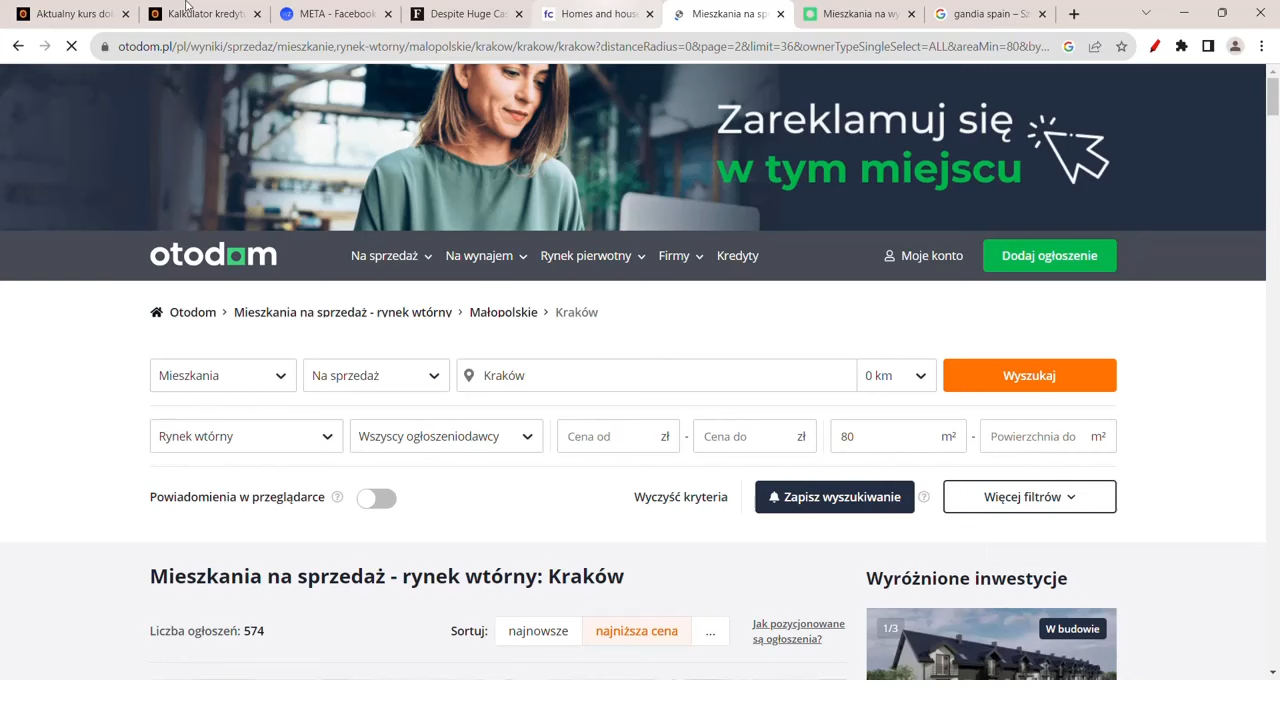 Aktualny kurs dol
Kalkulator kredytu
META - Facebook
Despite Huge Ca
Homes and hous
Mieszkania na sp
Mieszkania na wy
gandia spain – Sz
otodom.pl/pl/wyniki/sprzedaz/mieszkanie,rynek-wtorny/malopolskie/krakow/krakow/krakow?distanceRadius=0&page=2&limit=36&ownerTypeSingleSelect=ALL&areaMin=80&by...
Zareklamuj się
w tym miejscu
otodom
Na sprzedaż
Na wynajem
Rynek pierwotny
Firmy
Kredyty
Moje konto
Dodaj ogłoszenie
Otodom > Mieszkania na sprzedaż - rynek wtórny > Małopolskie > Kraków
Mieszkania
Na sprzedaż
Kraków
0 km
Wyszukaj
Rynek wtórny
Wszyscy ogłoszeniodawcy
Cena od zł - Cena do zł
80 m² - Powierzchnia do m²
Powiadomienia w przeglądarce ?
Wyczyść kryteria
Zapisz wyszukiwanie ?
Więcej filtrów
Mieszkania na sprzedaż - rynek wtórny: Kraków
Wyróżnione inwestycje
Liczba ogłoszeń: 574
Sortuj:
najnowsze
najniższa cena
...
Jak pozycjonowane
są ogłoszenia?
1/3
W budowie